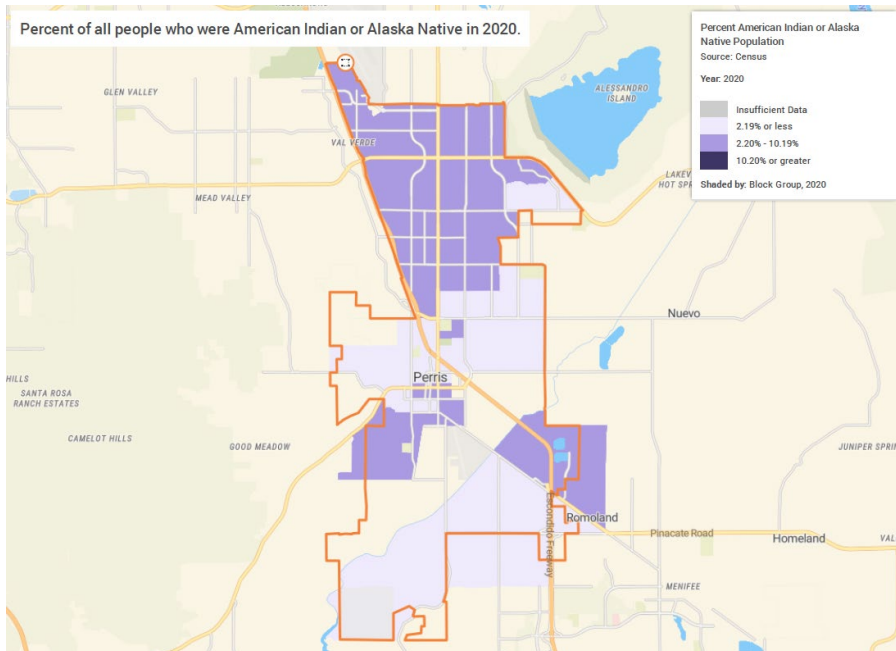 Percent of all people who were American Indian or Alaska Native in 2020.
Percent American Indian or Alaska
Native Population
Source: Census
Year: 2020
Insufficient Data
2.19% or less
2.20% - 10.19%
10.20% or greater
Shaded by: Block Group, 2020
GLEN VALLEY
ALESSANDRO
ISLAND
VAL VERDE
LAKEV
HOT SPR
MEAD VALLEY
Nuevo
Perris
HILLS
SANTA ROSA
RANCH ESTATES
CAMELOT HILLS
GOOD MEADOW
JUNIPER SPRIN
Escondido Freeway
Romoland
Pinacate Road
Homeland
VAL
MENIFEE